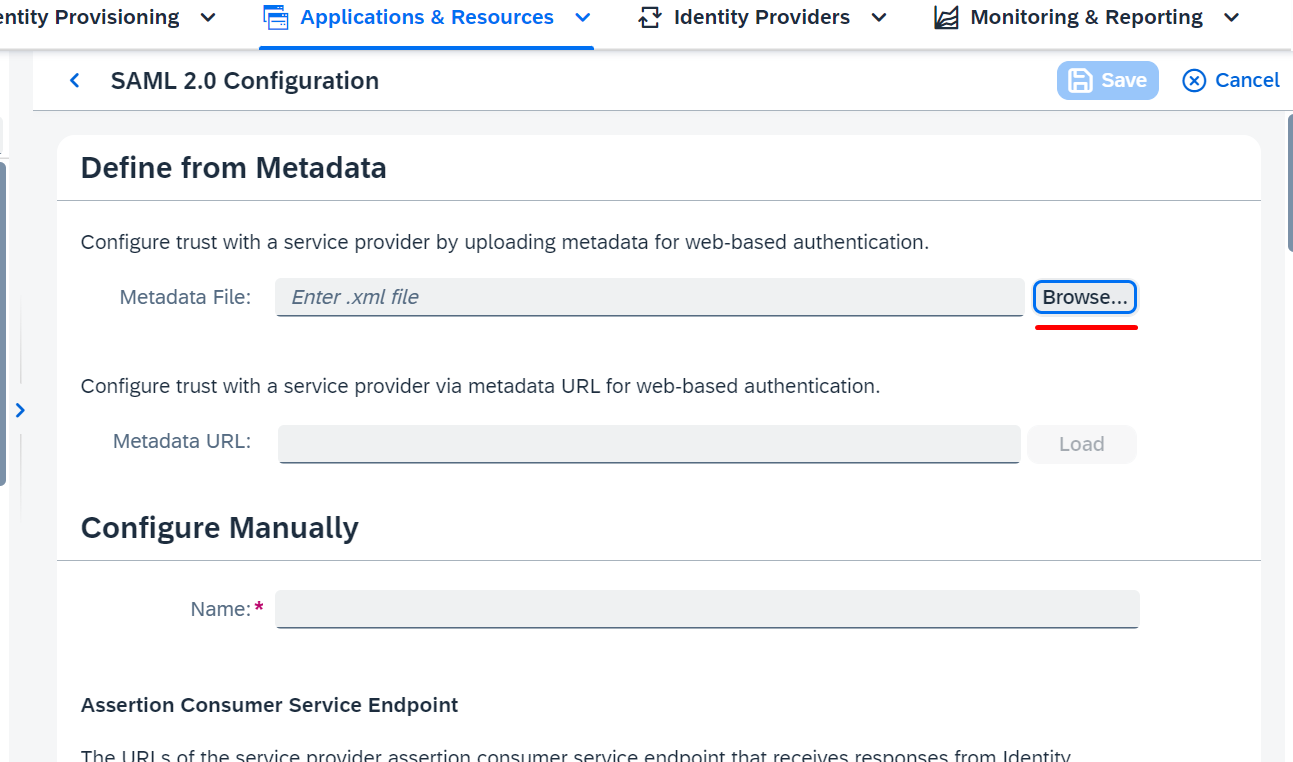 entity Provisioning
Applications & Resources
Identity Providers
Monitoring & Reporting
SAML 2.0 Configuration
Save
Cancel
Define from Metadata
Configure trust with a service provider by uploading metadata for web-based authentication.
Metadata File:
Enter .xml file
Browse...
Configure trust with a service provider via metadata URL for web-based authentication.
Metadata URL:
Load
Configure Manually
Name:*
Assertion Consumer Service Endpoint
The URLs of the service provider assertion consumer service endpoint that receives responses from Identity